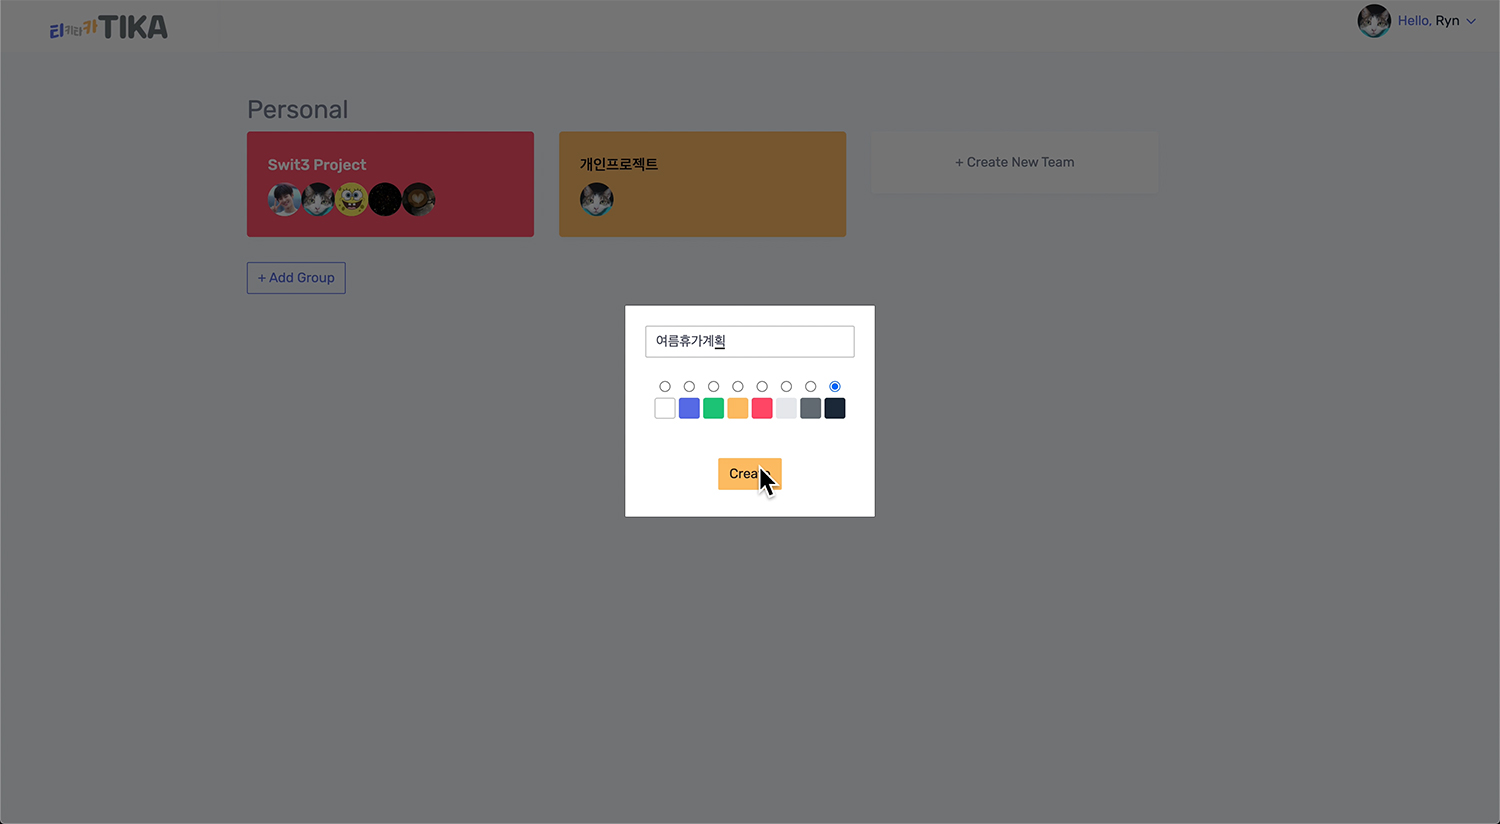 티키타카 TIKA
Hello, Ryn
Personal
Swit3 Project
개인프로젝트
+ Create New Team
+ Add Group
여름휴가계획